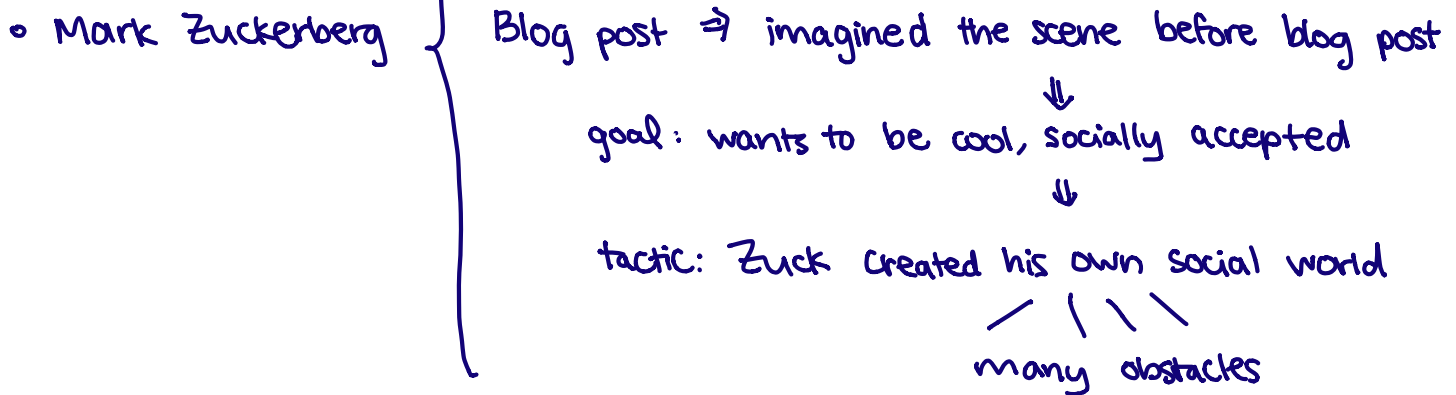 • Mark Zuckerberg { Blog post ⇒ imagined the scene before blog post
⇓
goal: wants to be cool, socially accepted
⇓
tactic: Zuck created his own social world
many obstacles